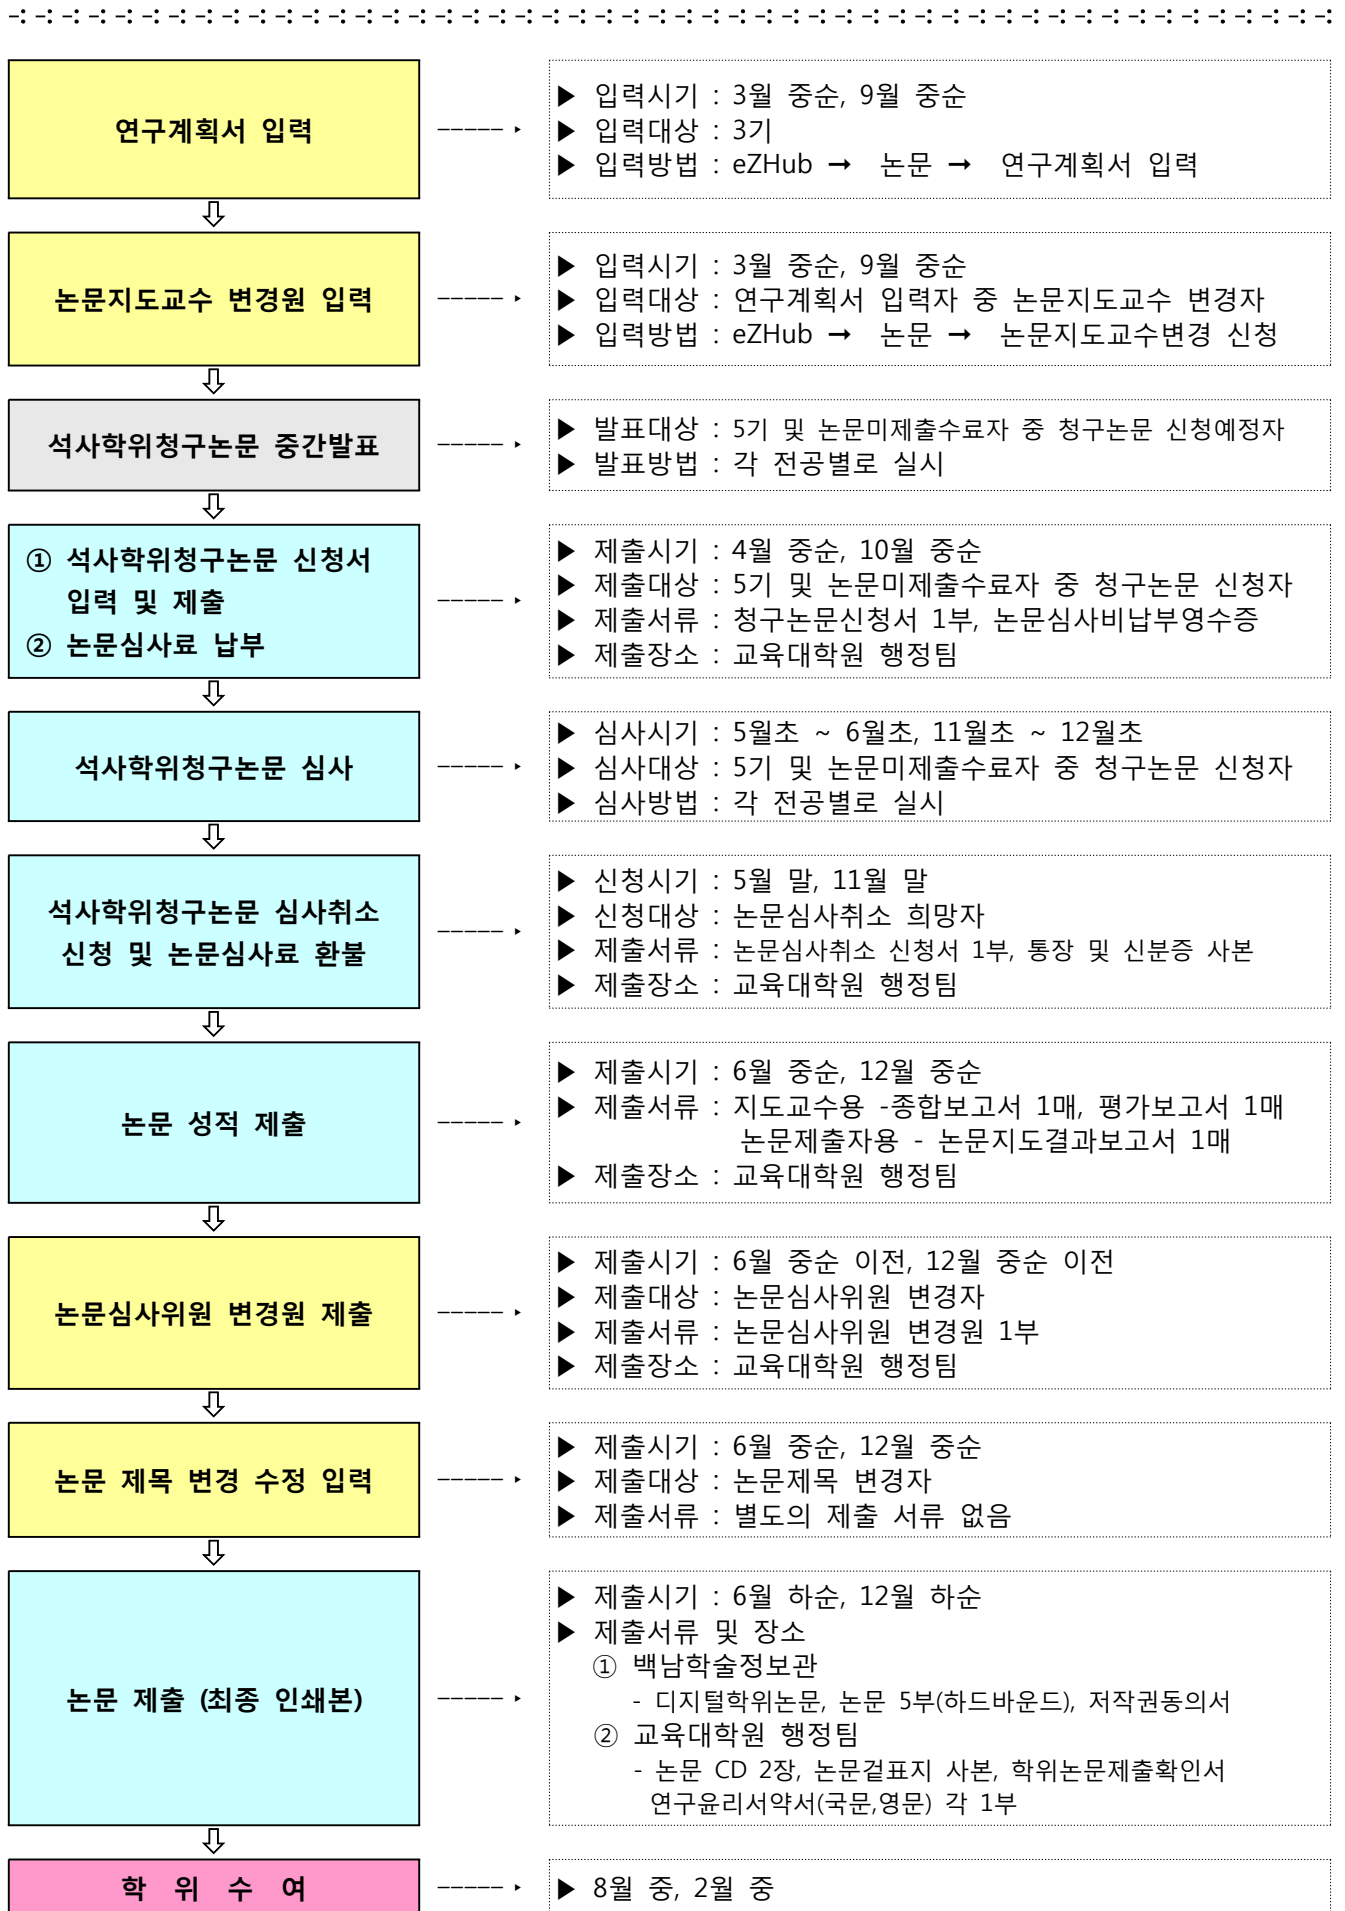 연구계획서 입력
▶ 입력시기 : 3월 중순, 9월 중순
▶ 입력대상 : 3기
▶ 입력방법 : eZHub → 논문 → 연구계획서 입력
논문지도교수 변경원 입력
▶ 입력시기 : 3월 중순, 9월 중순
▶ 입력대상 : 연구계획서 입력자 중 논문지도교수 변경자
▶ 입력방법 : eZHub → 논문 → 논문지도교수변경 신청
석사학위청구논문 중간발표
▶ 발표대상 : 5기 및 논문미제출수료자 중 청구논문 신청예정자
▶ 발표방법 : 각 전공별로 실시
① 석사학위청구논문 신청서
입력 및 제출
② 논문심사료 납부
▶ 제출시기 : 4월 중순, 10월 중순
▶ 제출대상 : 5기 및 논문미제출수료자 중 청구논문 신청자
▶ 제출서류 : 청구논문신청서 1부, 논문심사비납부영수증
▶ 제출장소 : 교육대학원 행정팀
석사학위청구논문 심사
▶ 심사시기 : 5월초 ~ 6월초, 11월초 ~ 12월초
▶ 심사대상 : 5기 및 논문미제출수료자 중 청구논문 신청자
▶ 심사방법 : 각 전공별로 실시
석사학위청구논문 심사취소
신청 및 논문심사료 환불
▶ 신청시기 : 5월 말, 11월 말
▶ 신청대상 : 논문심사취소 희망자
▶ 제출서류 : 논문심사취소 신청서 1부, 통장 및 신분증 사본
▶ 제출장소 : 교육대학원 행정팀
논문 성적 제출
▶ 제출시기 : 6월 중순, 12월 중순
▶ 제출서류 : 지도교수용 -종합보고서 1매, 평가보고서 1매
논문제출자용 - 논문지도결과보고서 1매
▶ 제출장소 : 교육대학원 행정팀
논문심사위원 변경원 제출
▶ 제출시기 : 6월 중순 이전, 12월 중순 이전
▶ 제출대상 : 논문심사위원 변경자
▶ 제출서류 : 논문심사위원 변경원 1부
▶ 제출장소 : 교육대학원 행정팀
논문 제목 변경 수정 입력
▶ 제출시기 : 6월 중순, 12월 중순
▶ 제출대상 : 논문제목 변경자
▶ 제출서류 : 별도의 제출 서류 없음
논문 제출 (최종 인쇄본)
▶ 제출시기 : 6월 하순, 12월 하순
▶ 제출서류 및 장소
① 백남학술정보관
- 디지털학위논문, 논문 5부(하드바운드), 저작권동의서
② 교육대학원 행정팀
- 논문 CD 2장, 논문겉표지 사본, 학위논문제출확인서
연구윤리서약서(국문,영문) 각 1부
학 위 수 여
▶ 8월 중, 2월 중